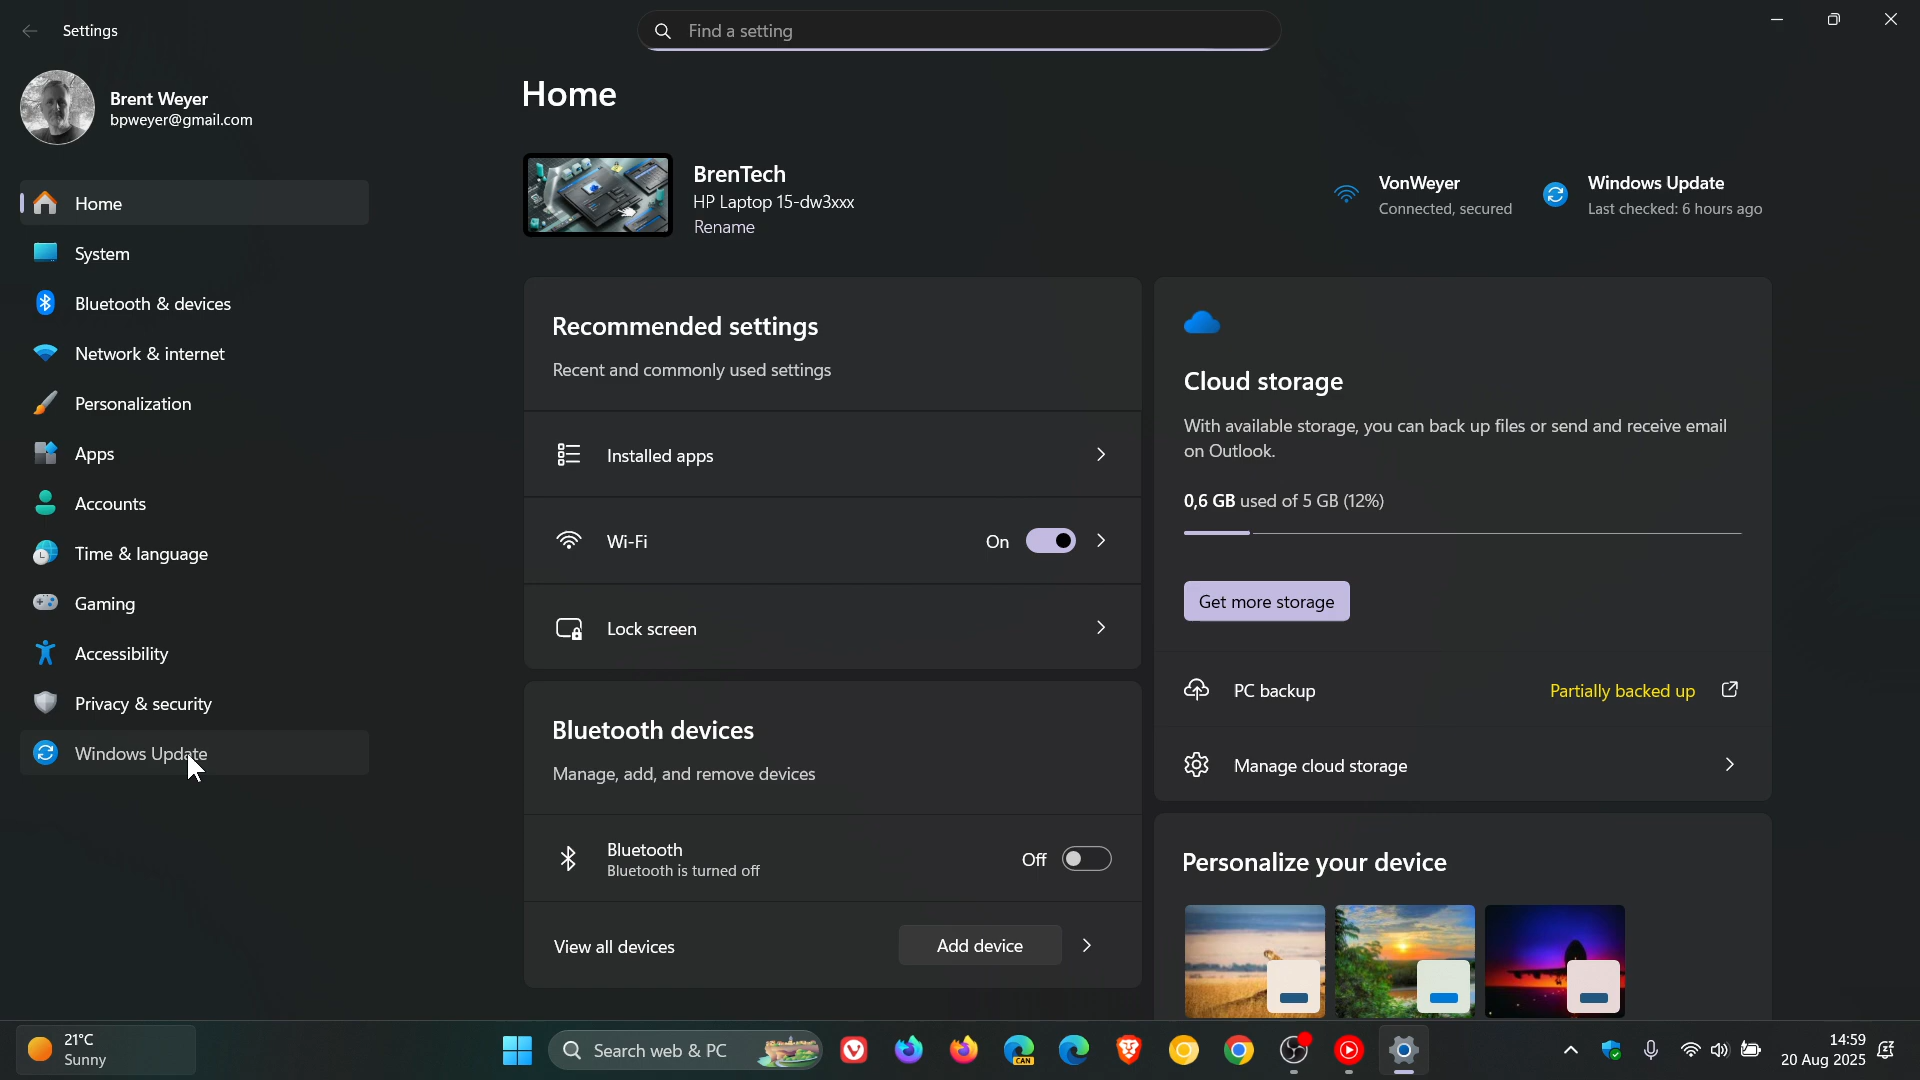 Settings
Find a setting
Brent Weyer
bpweyer@gmail.com
Home
System
Bluetooth & devices
Network & internet
Personalization
Apps
Accounts
Time & language
Gaming
Accessibility
Privacy & security
Windows Update
Home
BrenTech
HP Laptop 15-dw3xxx
Rename
VonWeyer
Connected, secured
Windows Update
Last checked: 6 hours ago
Recommended settings
Recent and commonly used settings
Installed apps
Wi-Fi
On
Lock screen
Bluetooth devices
Manage, add, and remove devices
Bluetooth
Bluetooth is turned off
Off
View all devices
Add device
Cloud storage
With available storage, you can back up files or send and receive email
on Outlook.
0,6 GB used of 5 GB (12%)
Get more storage
PC backup
Partially backed up
Manage cloud storage
Personalize your device
21°C
Sunny
Search web & PC
CAN
14:59
20 Aug 2025